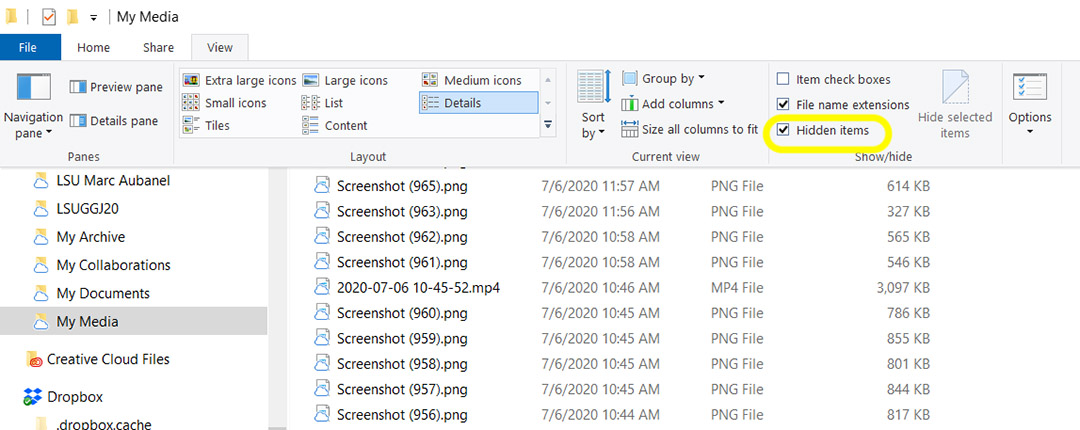 My Media
File Home Share View
Navigation pane
Preview pane
Details pane
Panes
Extra large icons Large icons Medium icons
Small icons List Details
Tiles Content
Layout
Sort by
Group by
Add columns
Size all columns to fit
Current view
Item check boxes
File name extensions
Hidden items
Hide selected items
Show/hide
Options
LSU Marc Aubanel
LSUGGJ20
My Archive
My Collaborations
My Documents
My Media
Creative Cloud Files
Dropbox
.dropbox.cache
Screenshot (965).png 7/6/2020 11:57 AM PNG File 614 KB
Screenshot (963).png 7/6/2020 11:56 AM PNG File 327 KB
Screenshot (962).png 7/6/2020 10:58 AM PNG File 565 KB
Screenshot (961).png 7/6/2020 10:58 AM PNG File 546 KB
2020-07-06 10-45-52.mp4 7/6/2020 10:46 AM MP4 File 3,097 KB
Screenshot (960).png 7/6/2020 10:45 AM PNG File 786 KB
Screenshot (959).png 7/6/2020 10:45 AM PNG File 855 KB
Screenshot (958).png 7/6/2020 10:45 AM PNG File 801 KB
Screenshot (957).png 7/6/2020 10:45 AM PNG File 844 KB
Screenshot (956).png 7/6/2020 10:44 AM PNG File 817 KB